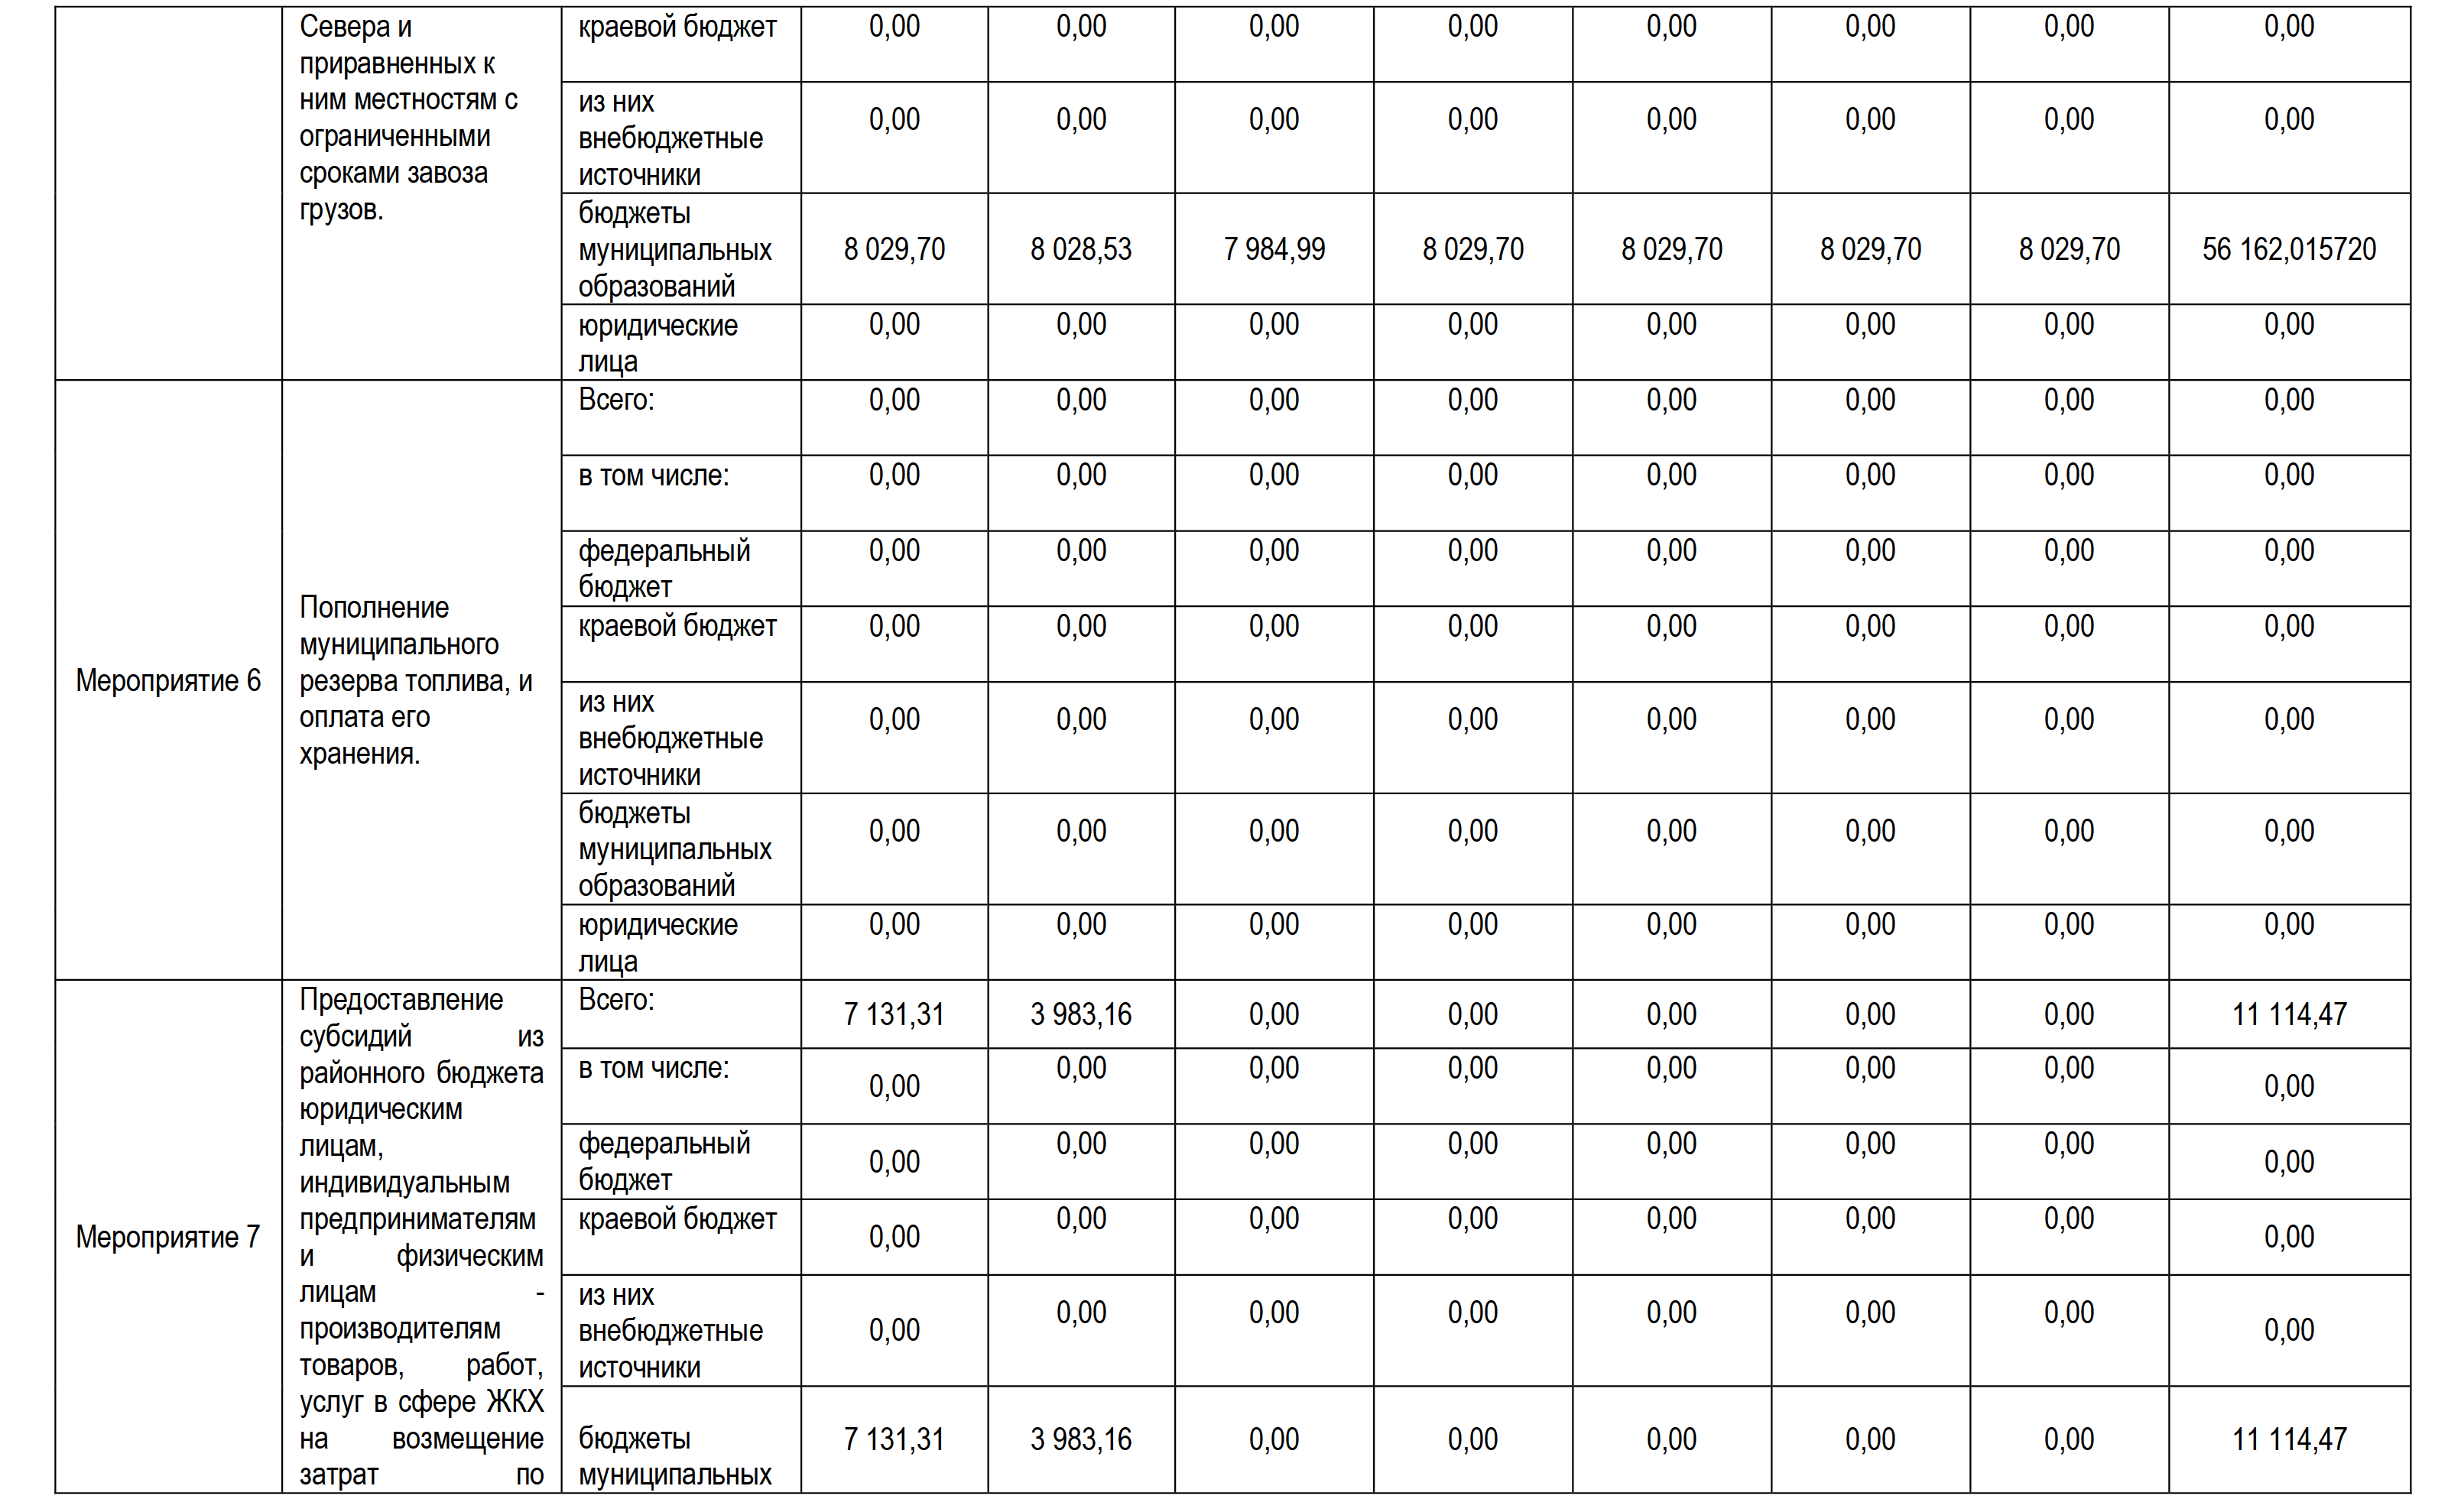 Севера и
приравненных к
ним местностям с
ограниченными
сроками завоза
грузов.
краевой бюджет 0,00 0,00 0,00 0,00 0,00 0,00 0,00 0,00
из них
внебюджетные
источники
0,00 0,00 0,00 0,00 0,00 0,00 0,00 0,00
бюджеты
муниципальных
образований
8 029,70 8 028,53 7 984,99 8 029,70 8 029,70 8 029,70 8 029,70 56 162,015720
юридические
лица
0,00 0,00 0,00 0,00 0,00 0,00 0,00 0,00
Мероприятие 6
Пополнение
муниципального
резерва топлива, и
оплата его
хранения.
Всего: 0,00 0,00 0,00 0,00 0,00 0,00 0,00 0,00
в том числе: 0,00 0,00 0,00 0,00 0,00 0,00 0,00 0,00
федеральный
бюджет
0,00 0,00 0,00 0,00 0,00 0,00 0,00 0,00
краевой бюджет 0,00 0,00 0,00 0,00 0,00 0,00 0,00 0,00
из них
внебюджетные
источники
0,00 0,00 0,00 0,00 0,00 0,00 0,00 0,00
бюджеты
муниципальных
образований
0,00 0,00 0,00 0,00 0,00 0,00 0,00 0,00
юридические
лица
0,00 0,00 0,00 0,00 0,00 0,00 0,00 0,00
Мероприятие 7
Предоставление
субсидий из
районного бюджета
юридическим
лицам,
индивидуальным
предпринимателям
и физическим
лицам -
производителям
товаров, работ,
услуг в сфере ЖКХ
на возмещение
затрат по
Всего: 7 131,31 3 983,16 0,00 0,00 0,00 0,00 0,00 11 114,47
в том числе: 0,00 0,00 0,00 0,00 0,00 0,00 0,00 0,00
федеральный
бюджет
0,00 0,00 0,00 0,00 0,00 0,00 0,00 0,00
краевой бюджет 0,00 0,00 0,00 0,00 0,00 0,00 0,00 0,00
из них
внебюджетные
источники
0,00 0,00 0,00 0,00 0,00 0,00 0,00 0,00
бюджеты
муниципальных
7 131,31 3 983,16 0,00 0,00 0,00 0,00 0,00 11 114,47